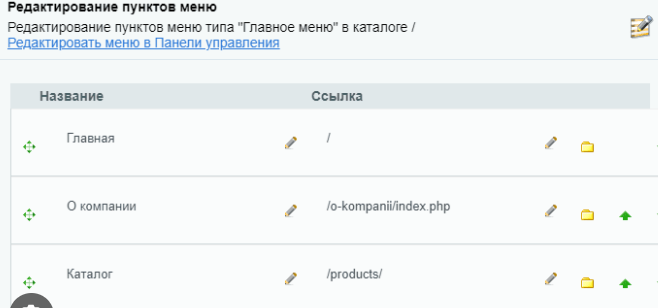 Редактирование пунктов меню
Редактирование пунктов меню типа "Главное меню" в каталоге /
Редактировать меню в Панели управления
Название Ссылка
Главная /
О компании /o-kompanii/index.php
Каталог /products/